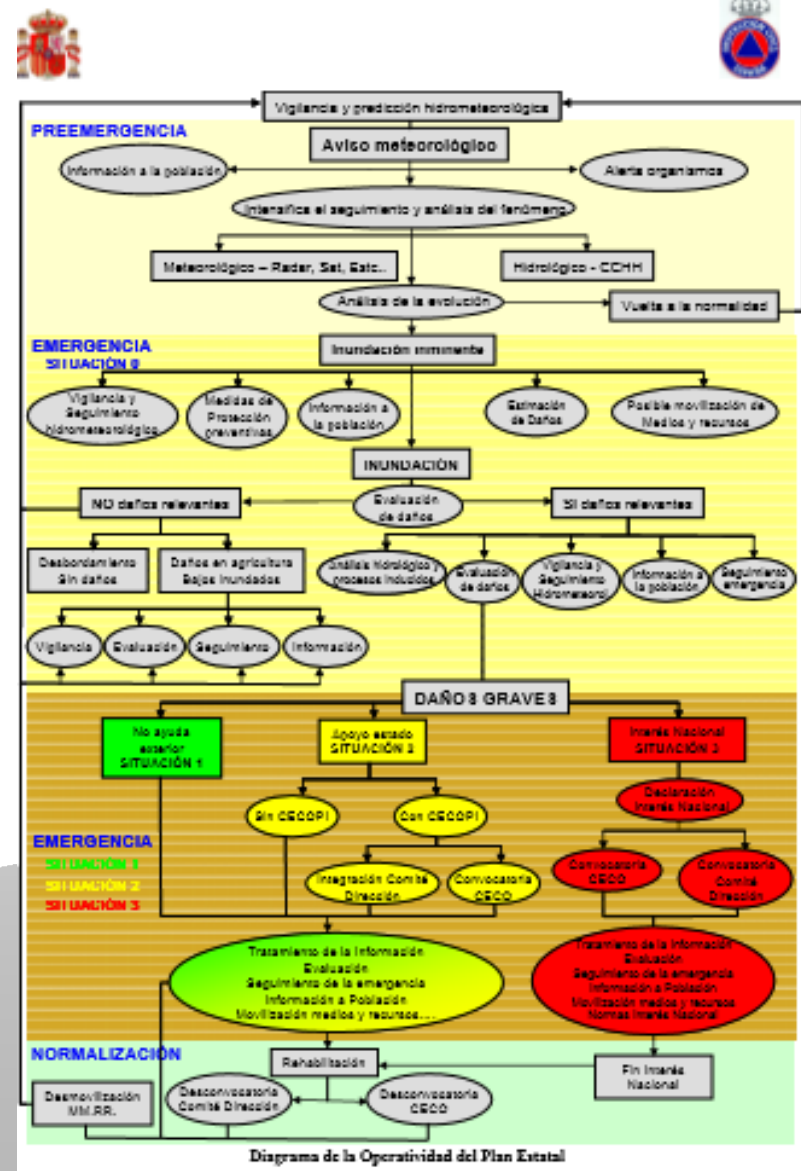 Vigilancia y predicción hidrometeorológica
PREEMERGENCIA
Aviso meteorológico
Información a la población
Alerta organismos
Intensifica el seguimiento y análisis del fenómeno
Meteorológico – Radar, Sat, Estc..
Hidrológico - CCHH
Análisis de la evolución
Vuelta a la normalidad
EMERGENCIA
SITUACIÓN 0
Inundación inminente
Vigilancia y
Seguimiento
hidrometeorológico
Medidas de
Protección
preventivas
Información a
la población
Estimación
de Daños
Posible movilización de
Medios y recursos
INUNDACIÓN
NO daños relevantes
Evaluación
de daños
SI daños relevantes
Desbordamiento
Sin daños
Daños en agricultura
Bajos inundados
Análisis hidrológico y
procesos inducidos
Evaluación
de daños
Vigilancia y
Seguimiento
Hidrometeorol.
Información a
la población
Seguimiento
emergencia
Vigilancia
Evaluación
Seguimiento
Información
DAÑOS GRAVES
No ayuda
exterior
SITUACIÓN 1
Apoyo estado
SITUACIÓN 2
Interés Nacional
SITUACIÓN 3
Declaración
Interés Nacional
Sin CECOPI
Con CECOPI
EMERGENCIA
SITUACIÓN 1
SITUACIÓN 2
SITUACIÓN 3
Integración Comité
Dirección
Convocatoria
CECO
Convocatoria
CECO
Convocatoria
Comité
Dirección
Tratamiento de la Información
Evaluación
Seguimiento de la emergencia
Información a Población
Movilización medios y recursos....
Tratamiento de la Información
Evaluación
Seguimiento de la emergencia
Información a Población
Movilización medios y recursos
Normas Interés Nacional
NORMALIZACIÓN
Rehabilitación
Fin Interés
Nacional
Desmovilización
MM.RR.
Desconvocatoria
Comité Dirección
Desconvocatoria
CECO
Diagrama de la Operatividad del Plan Estatal